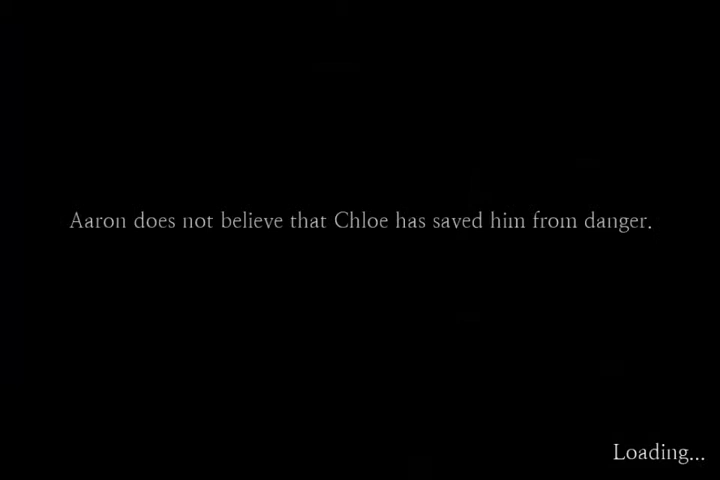 Aaron does not believe that Chloe has saved him from danger.
Loading...